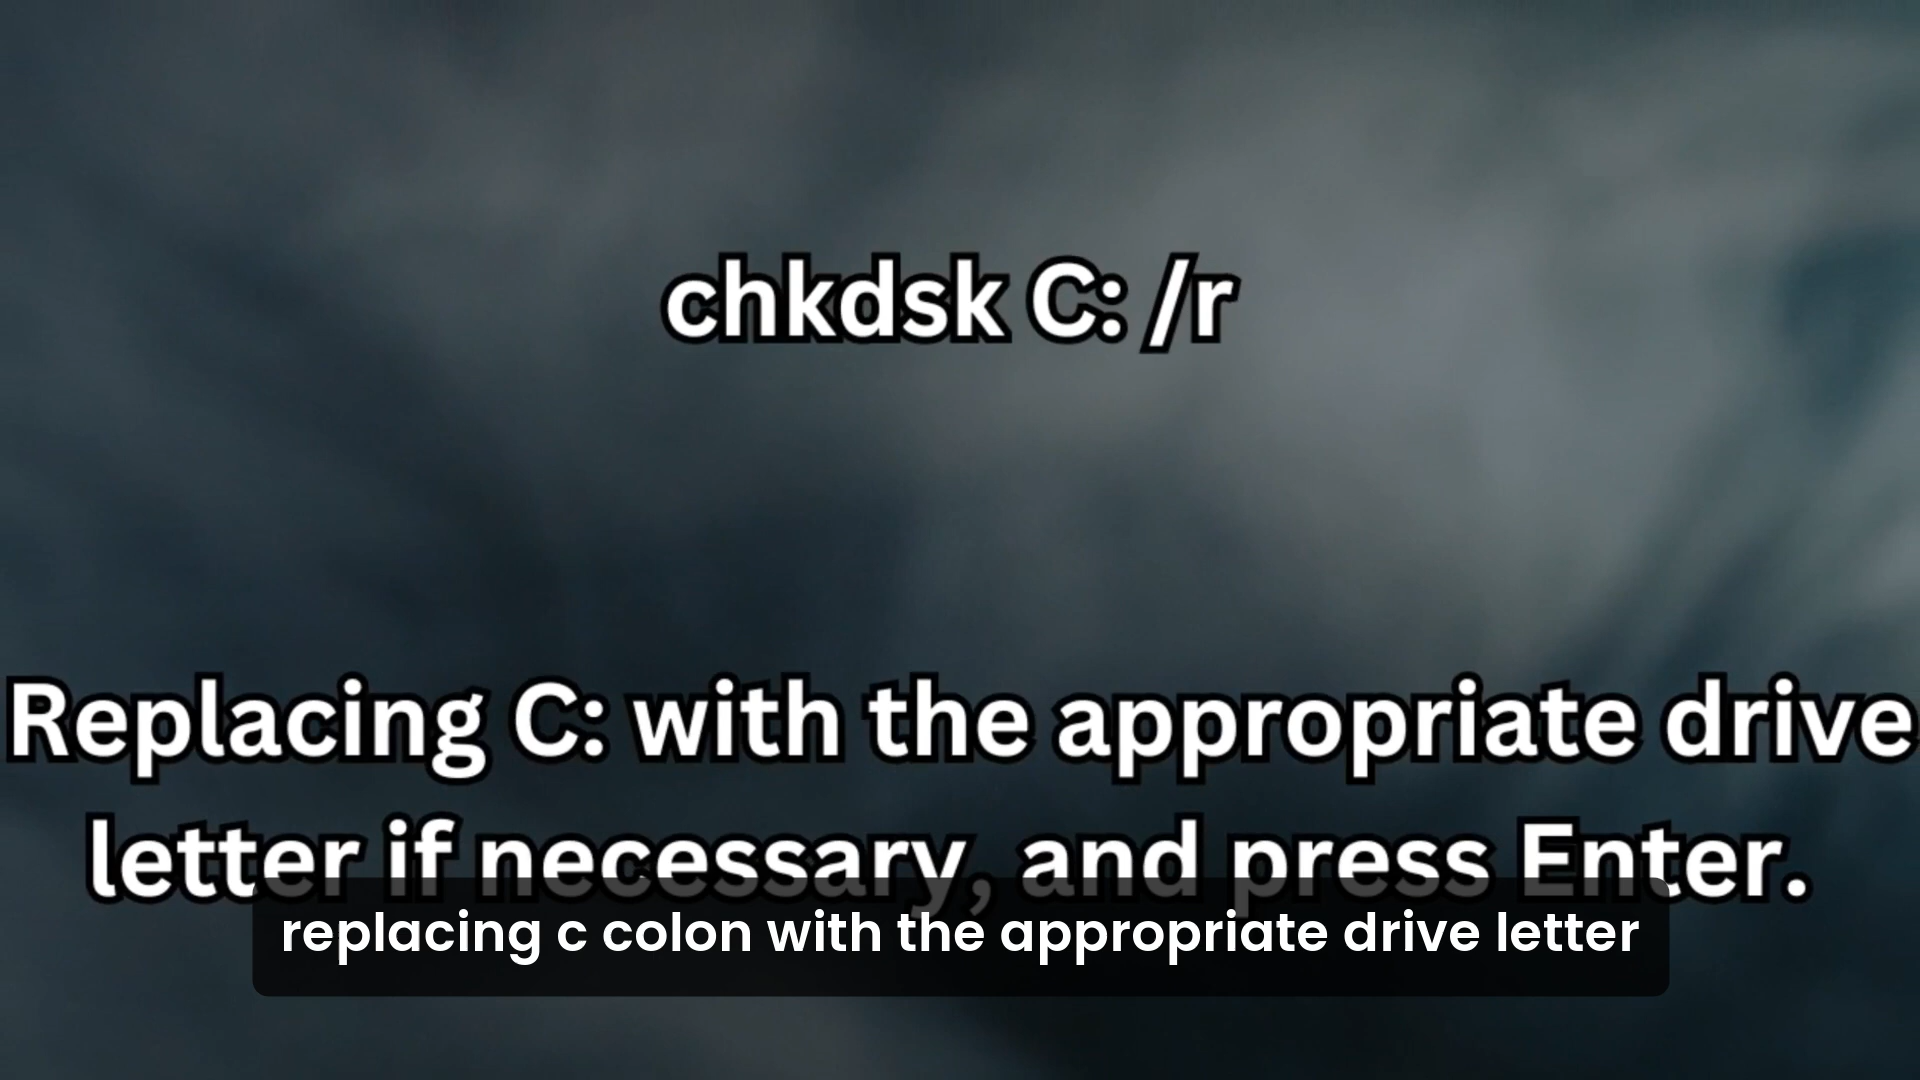 chkdsk C: /r
Replacing C: with the appropriate drive
letter if necessary, and press Enter.
replacing c colon with the appropriate drive letter